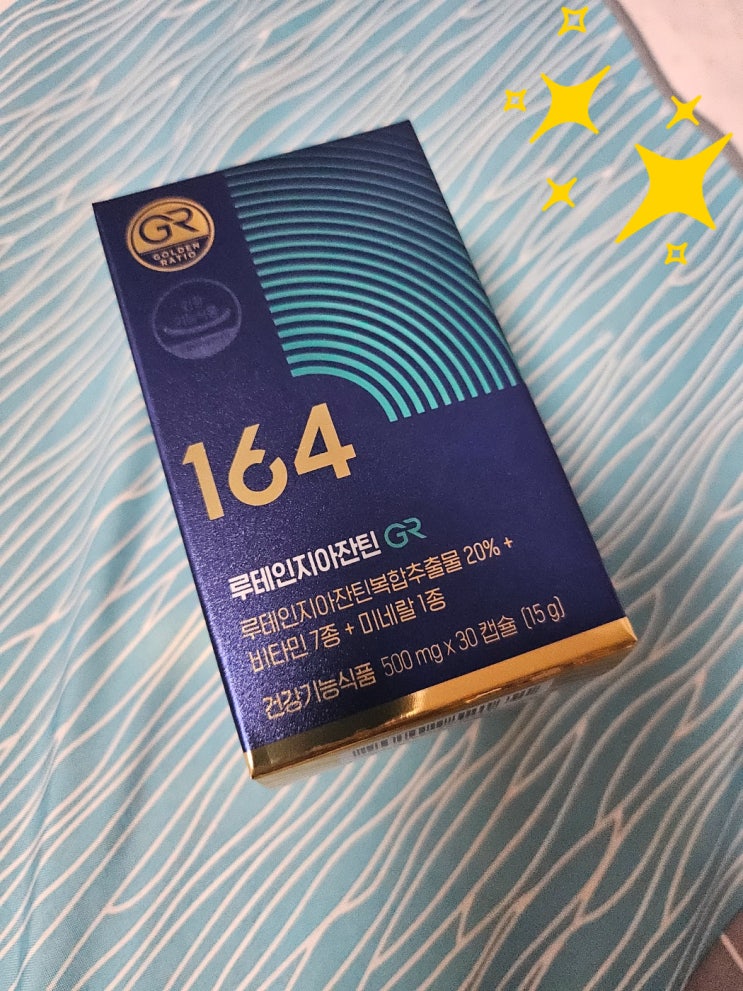 GR
GOLDEN
RATIO
164
루테인지아잔틴 GR
루테인지아잔틴복합추출물 20% +
비타민 7종 + 미네랄 1종
건강기능식품 500 mg x 30 캡슐 (15 g)